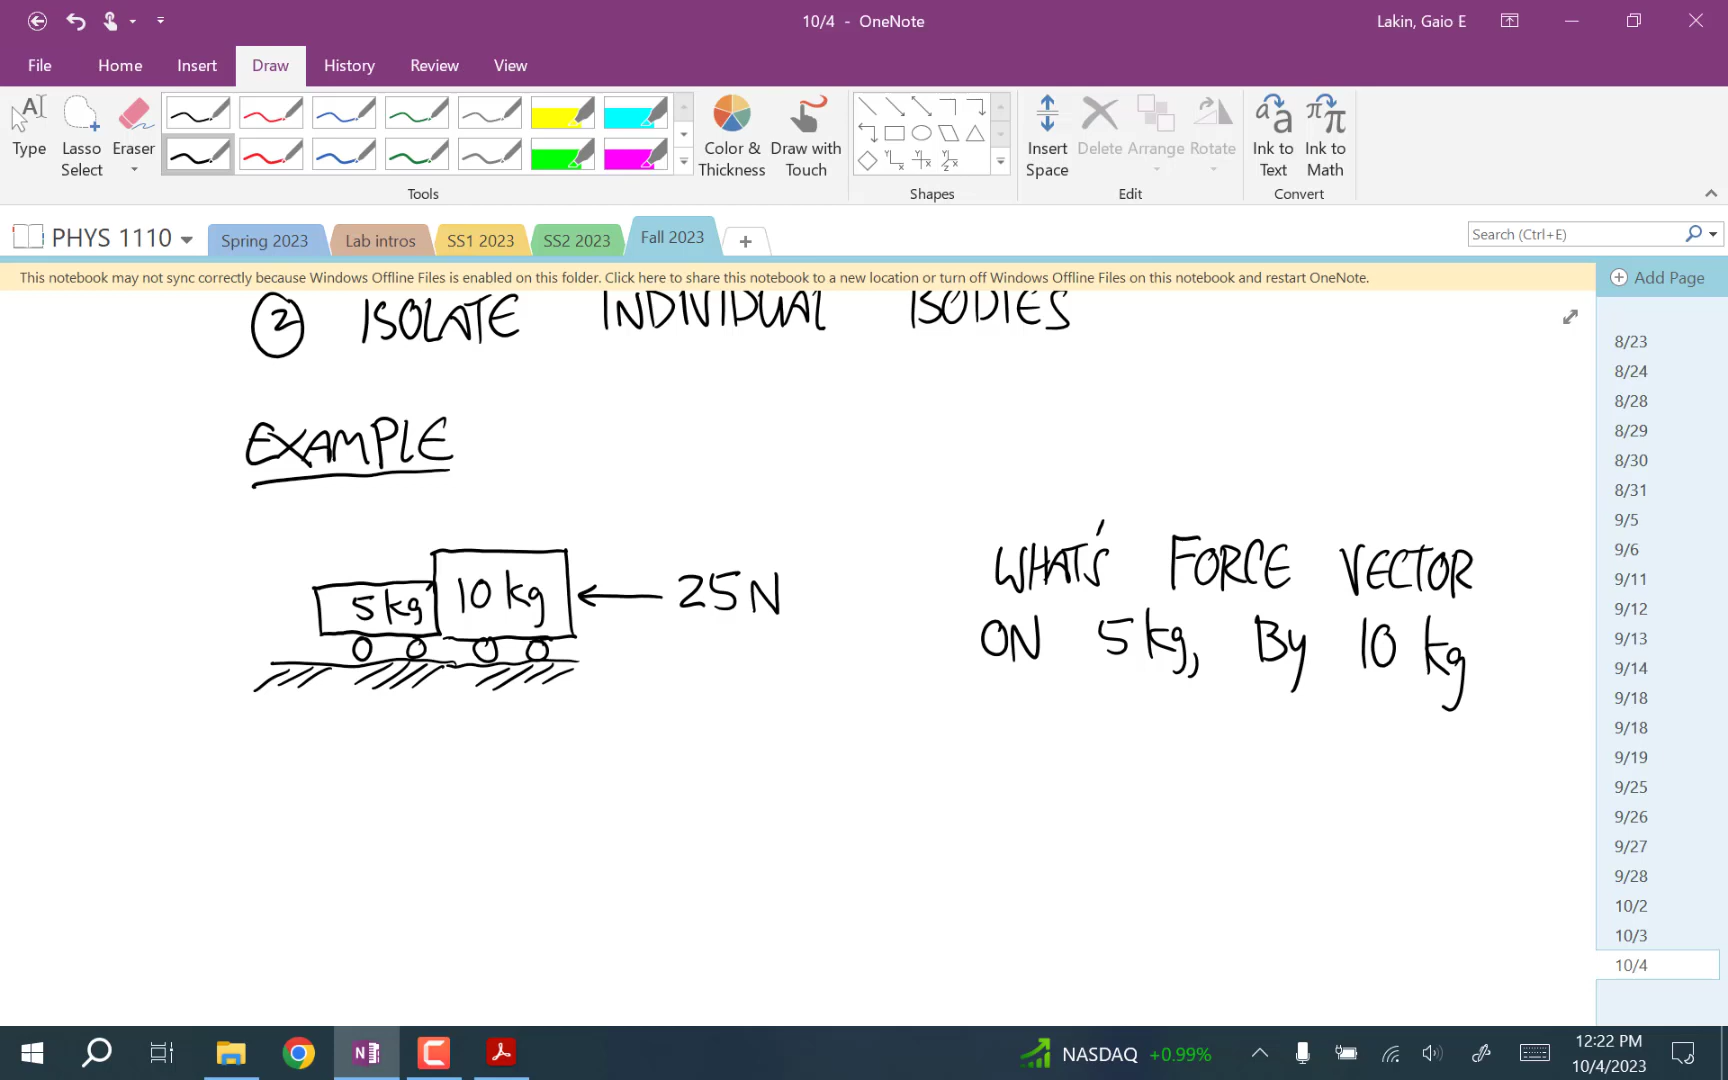 10/4 - OneNote
Lakin, Gaio E
File Home Insert Draw History Review View
Type
Lasso Select
Eraser
Color & Thickness
Draw with Touch
Insert Space
Delete
Arrange
Rotate
Ink to Text
Ink to Math
Tools
Shapes
Edit
Convert
PHYS 1110
Spring 2023
Lab intros
SS1 2023
SS2 2023
Fall 2023
Search (Ctrl+E)
This notebook may not sync correctly because Windows Offline Files is enabled on this folder. Click here to share this notebook to a new location or turn off Windows Offline Files on this notebook and restart OneNote.
Add Page
② ISOLATE INDIVIDUAL BODIES
EXAMPLE
5 kg 10 kg ← 25 N
WHAT'S FORCE VECTOR
ON 5 kg, By 10 kg
8/23
8/24
8/28
8/29
8/30
8/31
9/5
9/6
9/11
9/12
9/13
9/14
9/18
9/18
9/19
9/25
9/26
9/27
9/28
10/2
10/3
10/4
NASDAQ +0.99%
12:22 PM
10/4/2023